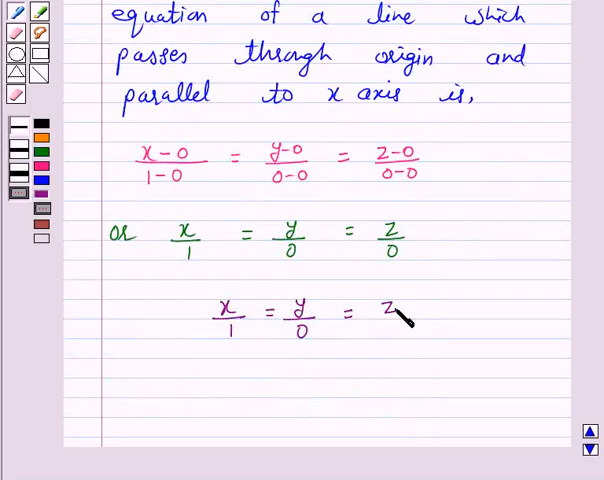 equation of a line which
passes through origin and
parallel to x axis is,
x-0/1-0 = y-0/0-0 = z-0/0-0
or x/1 = y/0 = z/0
x/1 = y/0 = z